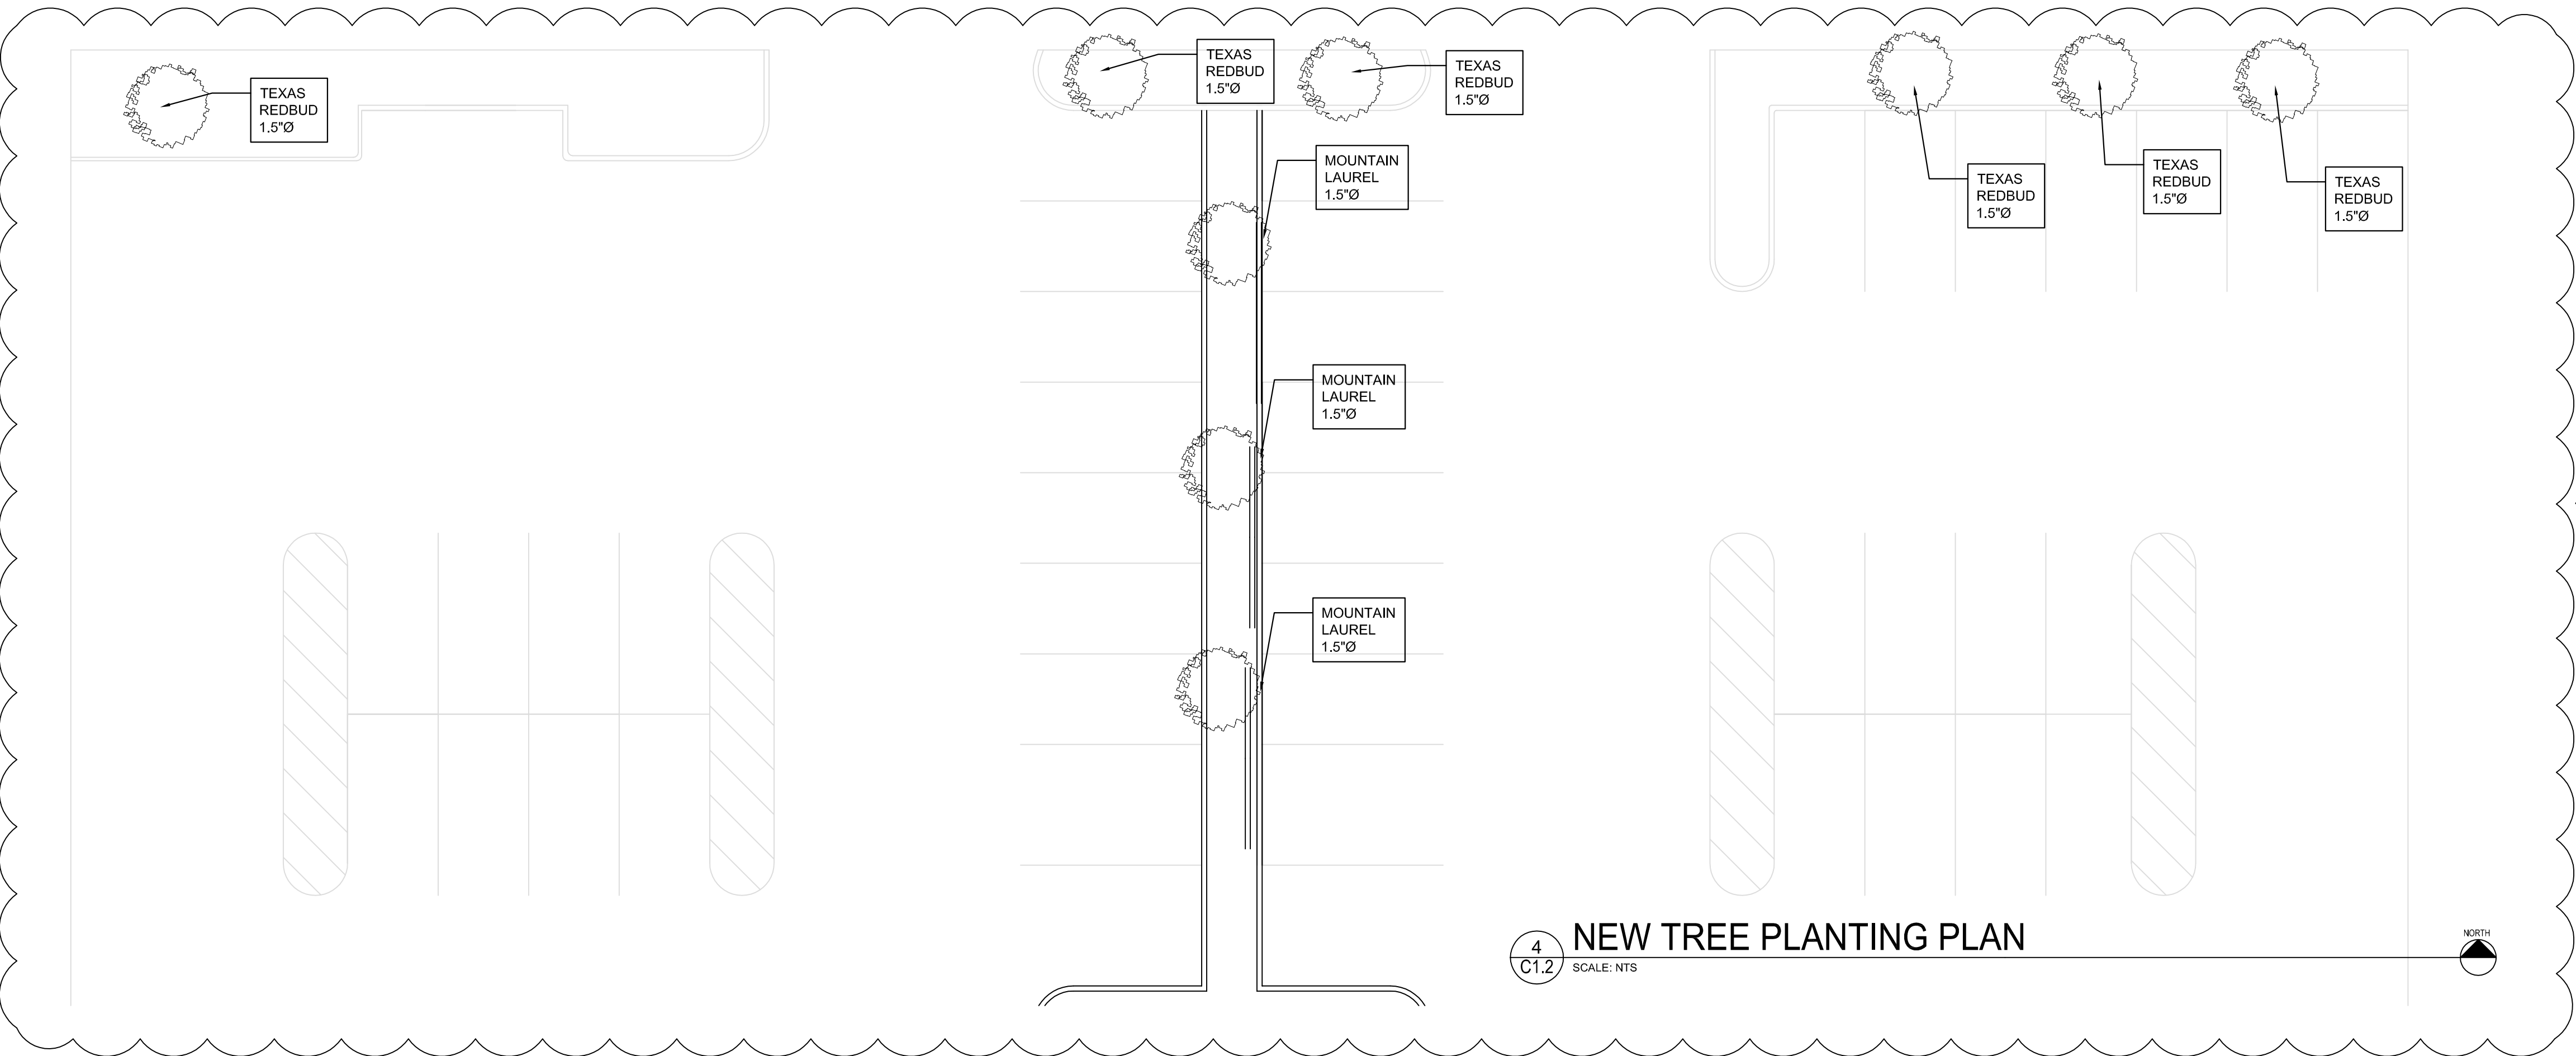 TEXAS
REDBUD
1.5"Ø
TEXAS
REDBUD
1.5"Ø
TEXAS
REDBUD
1.5"Ø
TEXAS
REDBUD
1.5"Ø
TEXAS
REDBUD
1.5"Ø
TEXAS
REDBUD
1.5"Ø
MOUNTAIN
LAUREL
1.5"Ø
MOUNTAIN
LAUREL
1.5"Ø
MOUNTAIN
LAUREL
1.5"Ø
4
C1.2
NEW TREE PLANTING PLAN
SCALE: NTS
NORTH